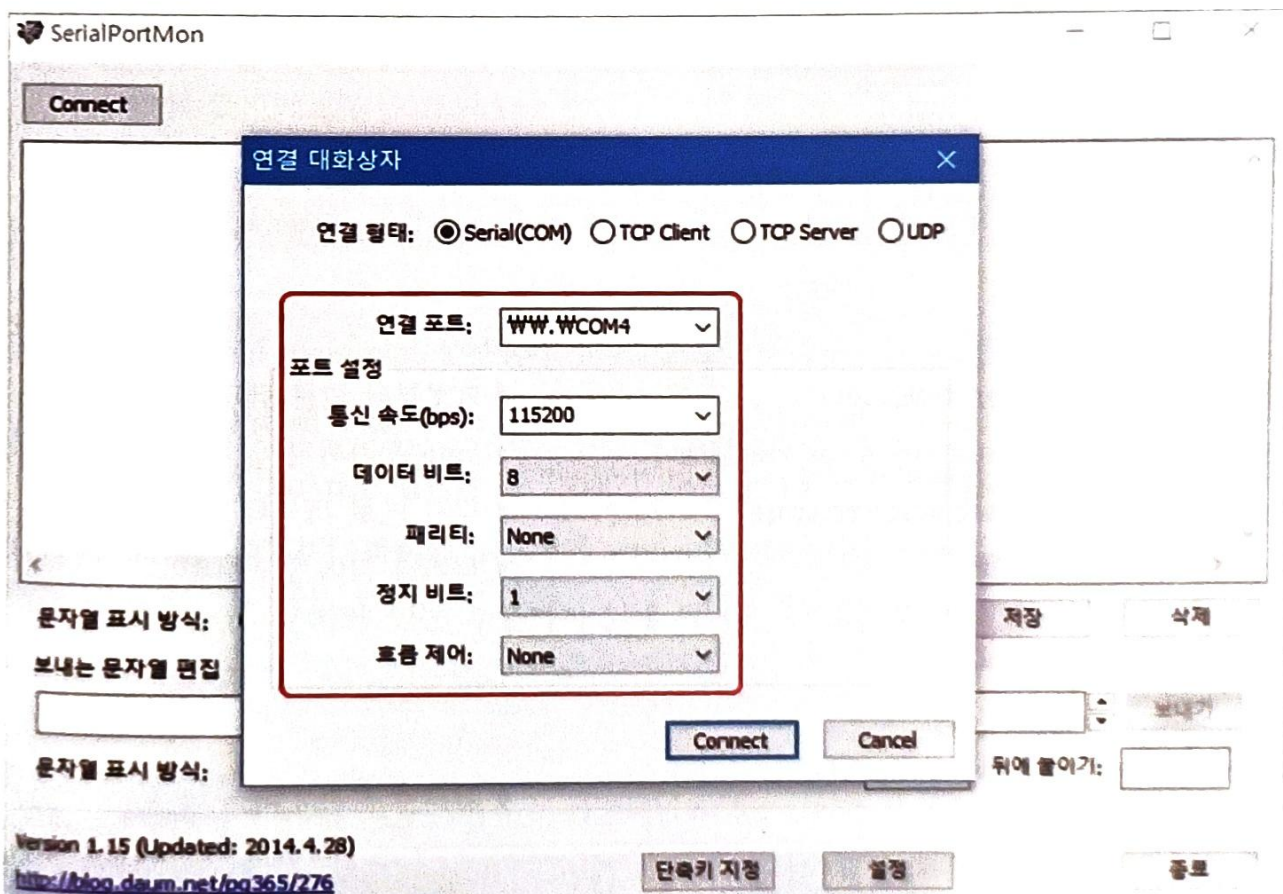 SerialPortMon
Connect
연결 대화상자
연결 형태: Serial(COM) TCP Client TCP Server UDP
연결 포트: ₩₩.₩COM4
포트 설정
통신 속도(bps): 115200
데이터 비트: 8
패리티: None
정지 비트: 1
흐름 제어: None
Connect Cancel
문자열 표시 방식: 저장 삭제
보내는 문자열 편집
보내기
문자열 표시 방식: 뒤에 붙이기:
Version 1.15 (Updated: 2014.4.28)
http://blog.daum.net/pg365/276
단축키 지정 설정 종료